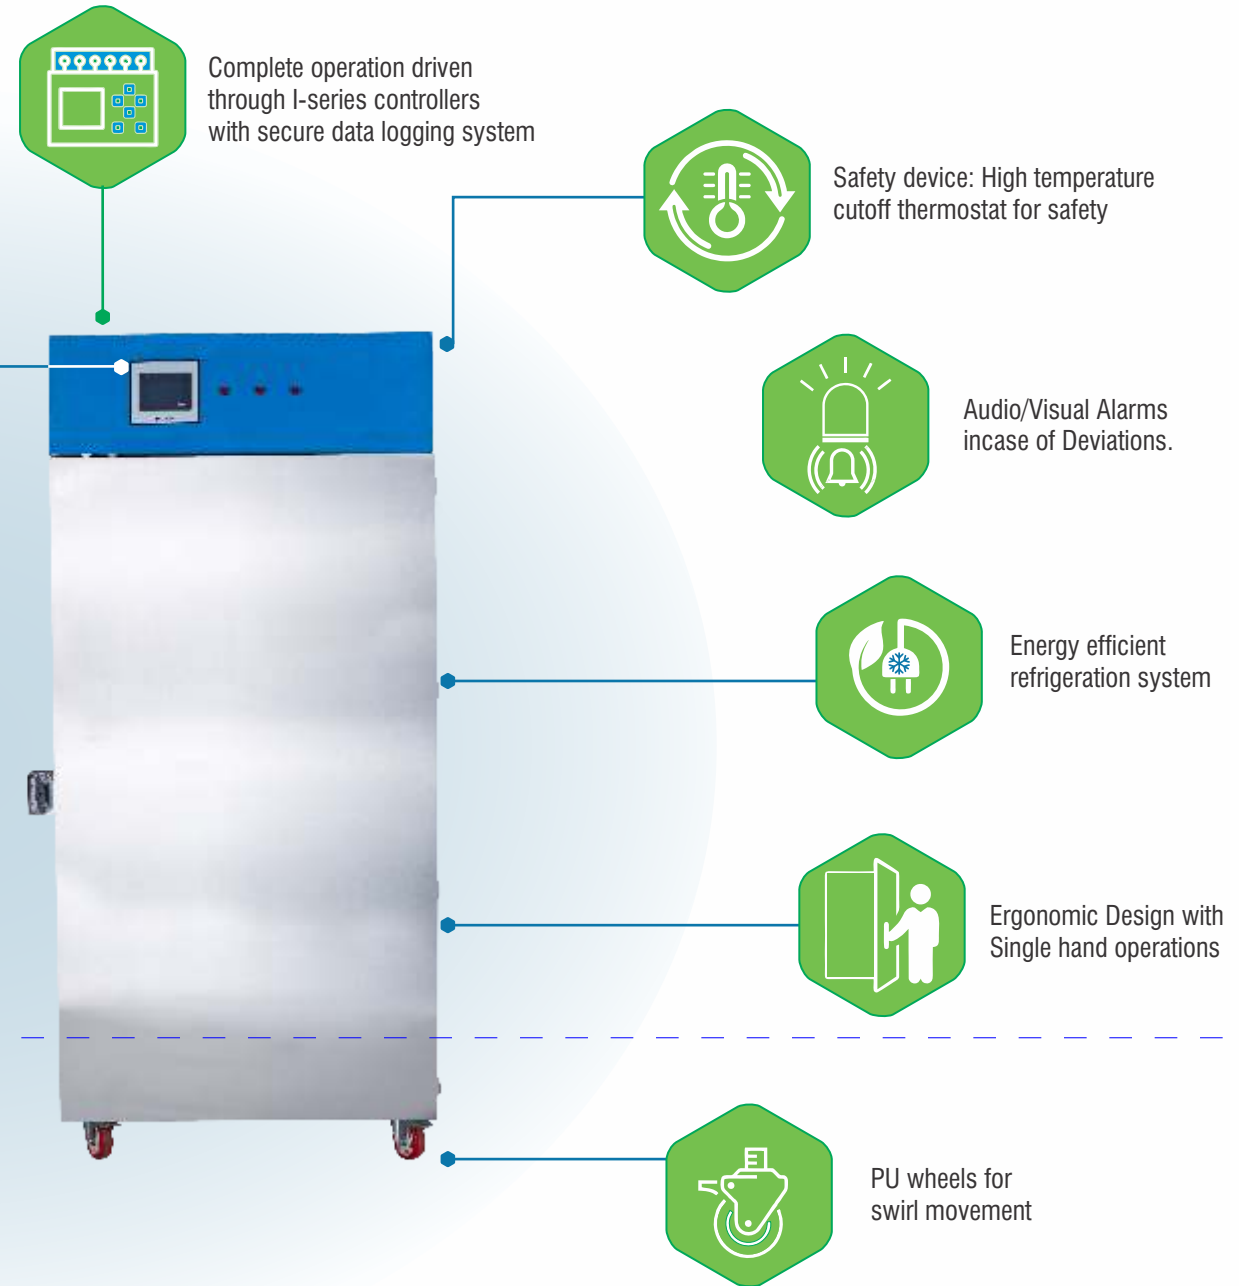 Complete operation driven
through I-series controllers
with secure data logging system
Safety device: High temperature
cutoff thermostat for safety
Audio/Visual Alarms
incase of Deviations.
Energy efficient
refrigeration system
Ergonomic Design with
Single hand operations
PU wheels for
swirl movement